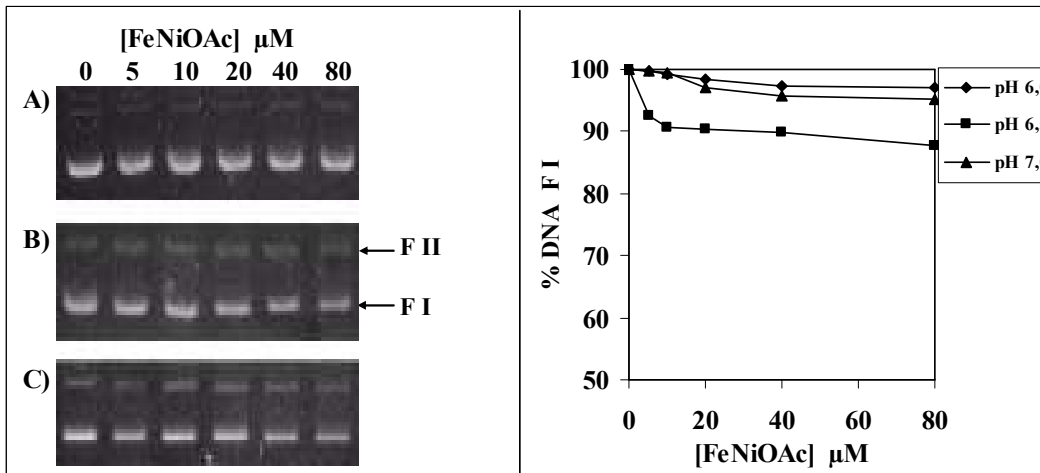 [FeNiOAc] µM
0 5 10 20 40 80
A)
B)
F II
F I
C)
% DNA F I
100
90
80
70
60
50
0 20 40 60 80
[FeNiOAc] µM
pH 6,
pH 6,
pH 7,